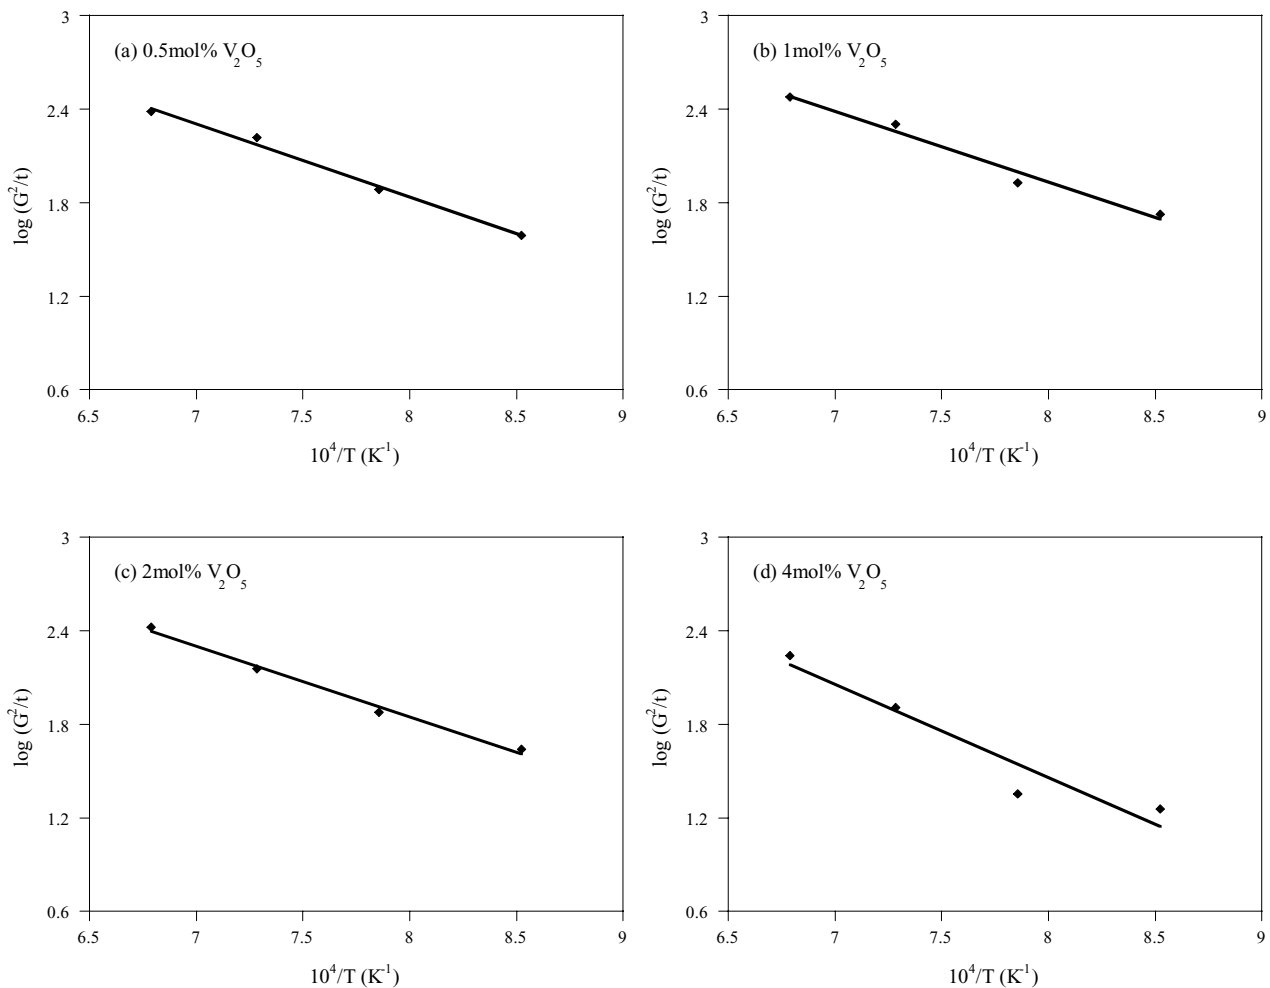 3
(a) 0.5mol% V₂O₅
2.4
1.8
1.2
0.6
log (G²/t)
6.5 7 7.5 8 8.5 9
10⁴/T (K⁻¹)
3
(b) 1mol% V₂O₅
2.4
1.8
1.2
0.6
log (G²/t)
6.5 7 7.5 8 8.5 9
10⁴/T (K⁻¹)
3
(c) 2mol% V₂O₅
2.4
1.8
1.2
0.6
log (G²/t)
6.5 7 7.5 8 8.5 9
10⁴/T (K⁻¹)
3
(d) 4mol% V₂O₅
2.4
1.8
1.2
0.6
log (G²/t)
6.5 7 7.5 8 8.5 9
10⁴/T (K⁻¹)